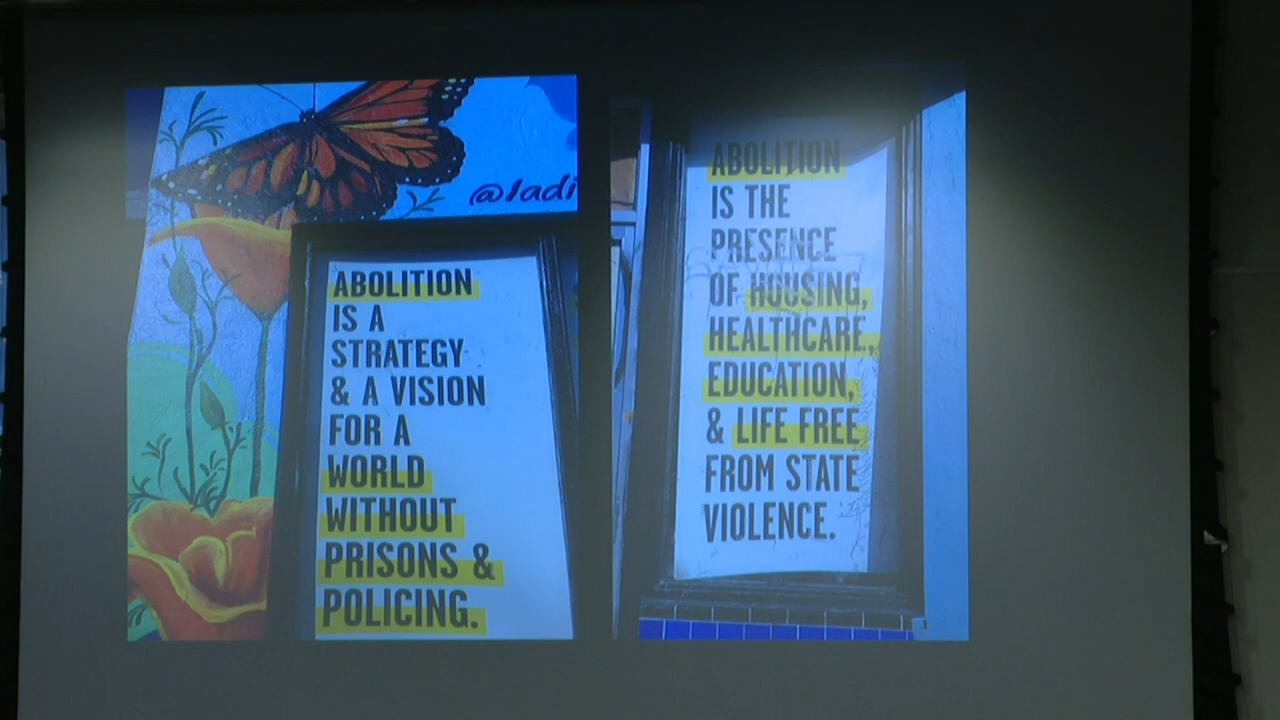 @ladi
ABOLITION
IS A
STRATEGY
& A VISION
FOR A
WORLD
WITHOUT
PRISONS &
POLICING.
ABOLITION
IS THE
PRESENCE
OF HOUSING,
HEALTHCARE,
EDUCATION,
& LIFE FREE
FROM STATE
VIOLENCE.